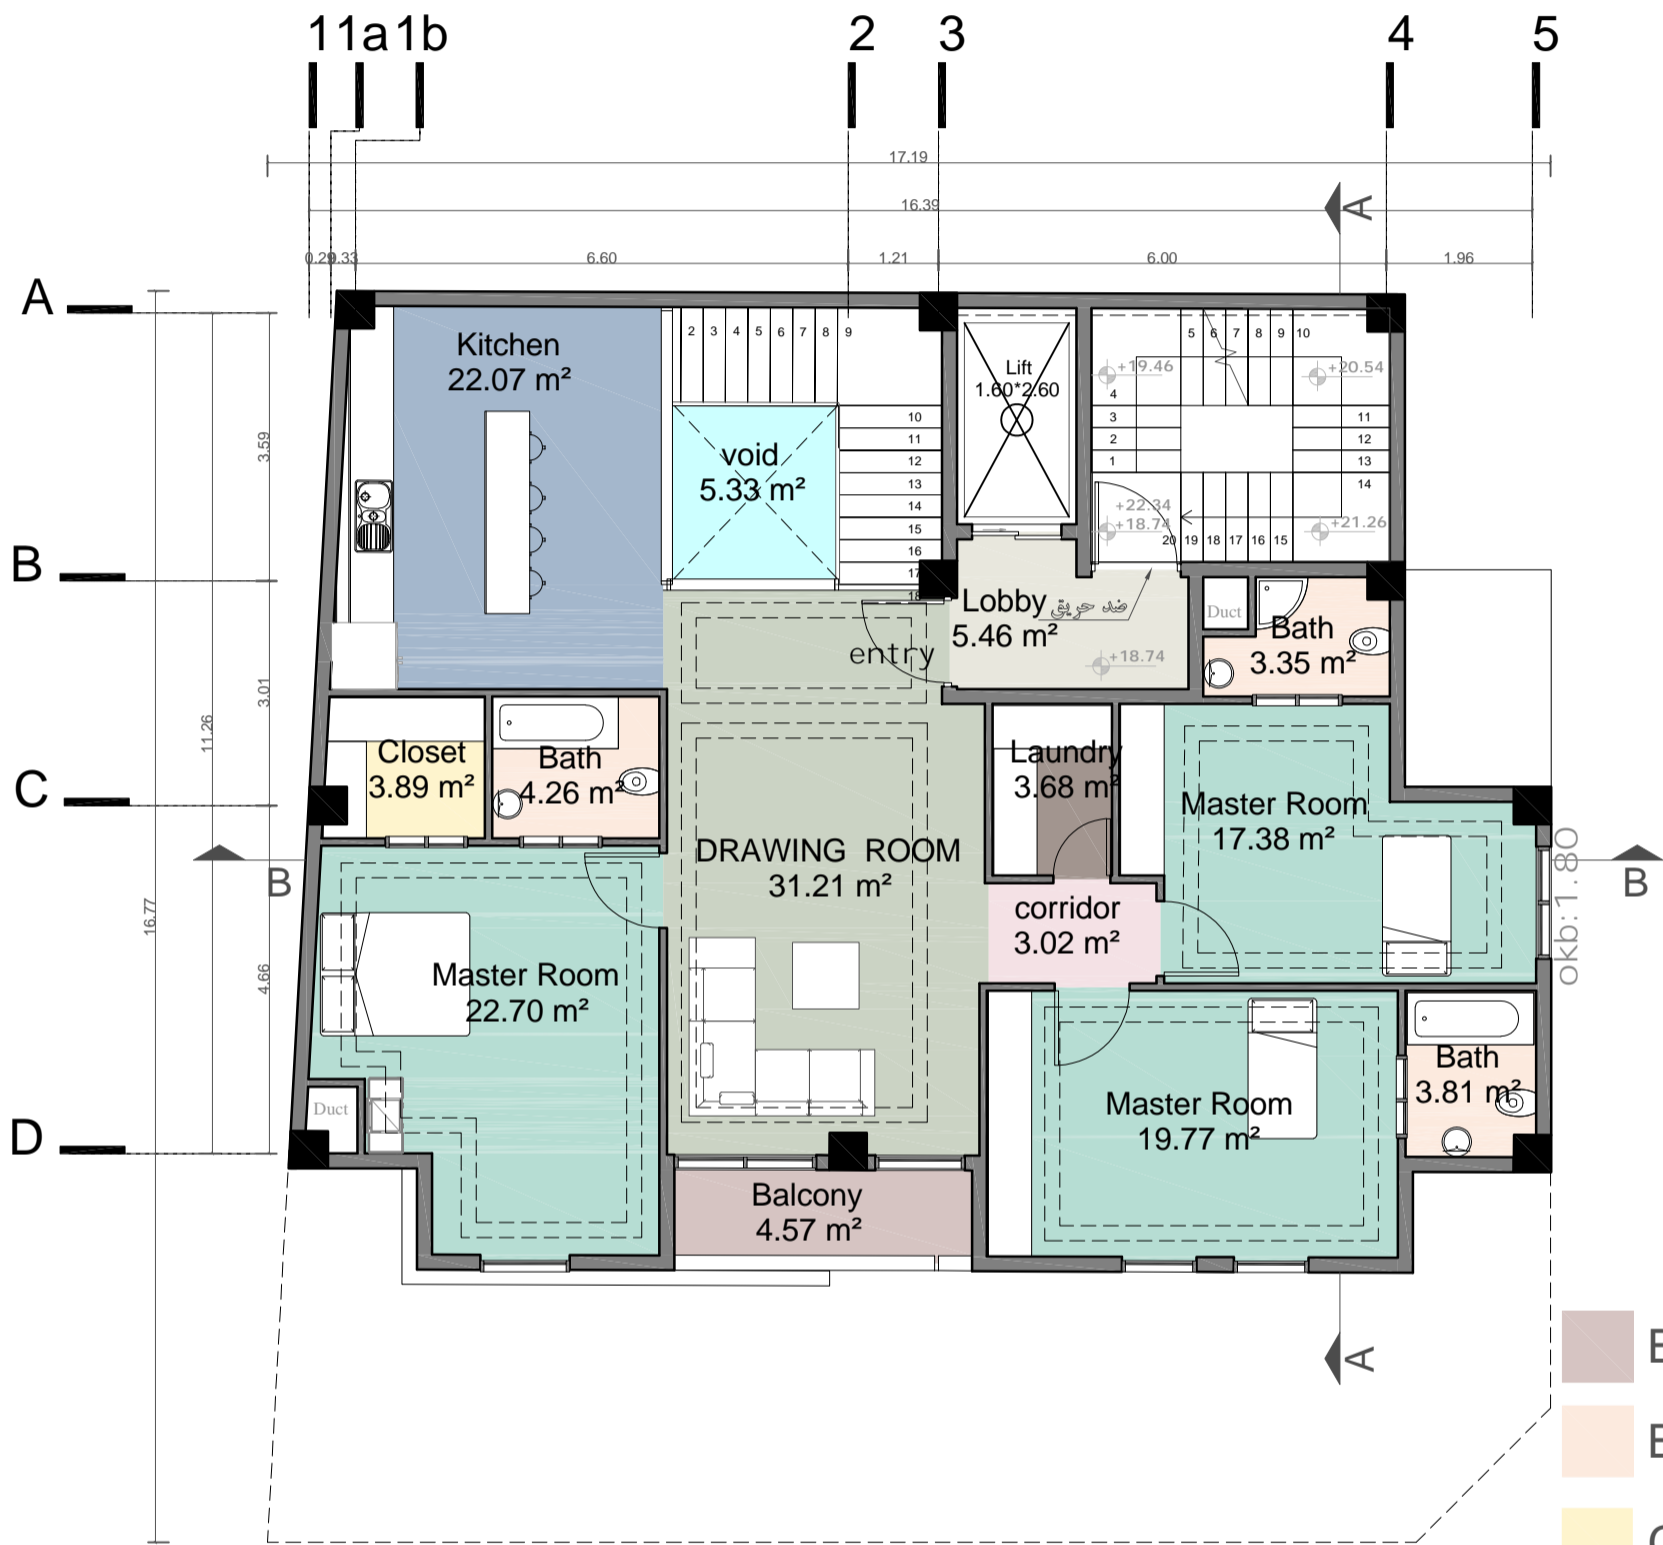 1 1a 1b 2 3 4 5
17.19
16.39
A
0.29 0.33 6.60 1.21 6.00 1.96
A
B
C
D
3.59
3.01
11.26
4.66
16.77
Kitchen
22.07 m²
2 3 4 5 6 7 8 9
10
11
12
13
14
15
16
17
18
void
5.33 m²
Lift
1.60*2.60
5 6 7 8 9 10
+19.46
+20.54
4
3
2
1
11
12
13
14
+22.34
+18.74
+21.26
20 19 18 17 16 15
Lobby
5.46 m²
ضد حریق
+18.74
entry
Duct
Bath
3.35 m²
Closet
3.89 m²
Bath
4.26 m²
Laundry
3.68 m²
Master Room
17.38 m²
DRAWING ROOM
31.21 m²
corridor
3.02 m²
okb:1.80
B
B
Master Room
22.70 m²
Duct
Master Room
19.77 m²
Bath
3.81 m²
Balcony
4.57 m²
A